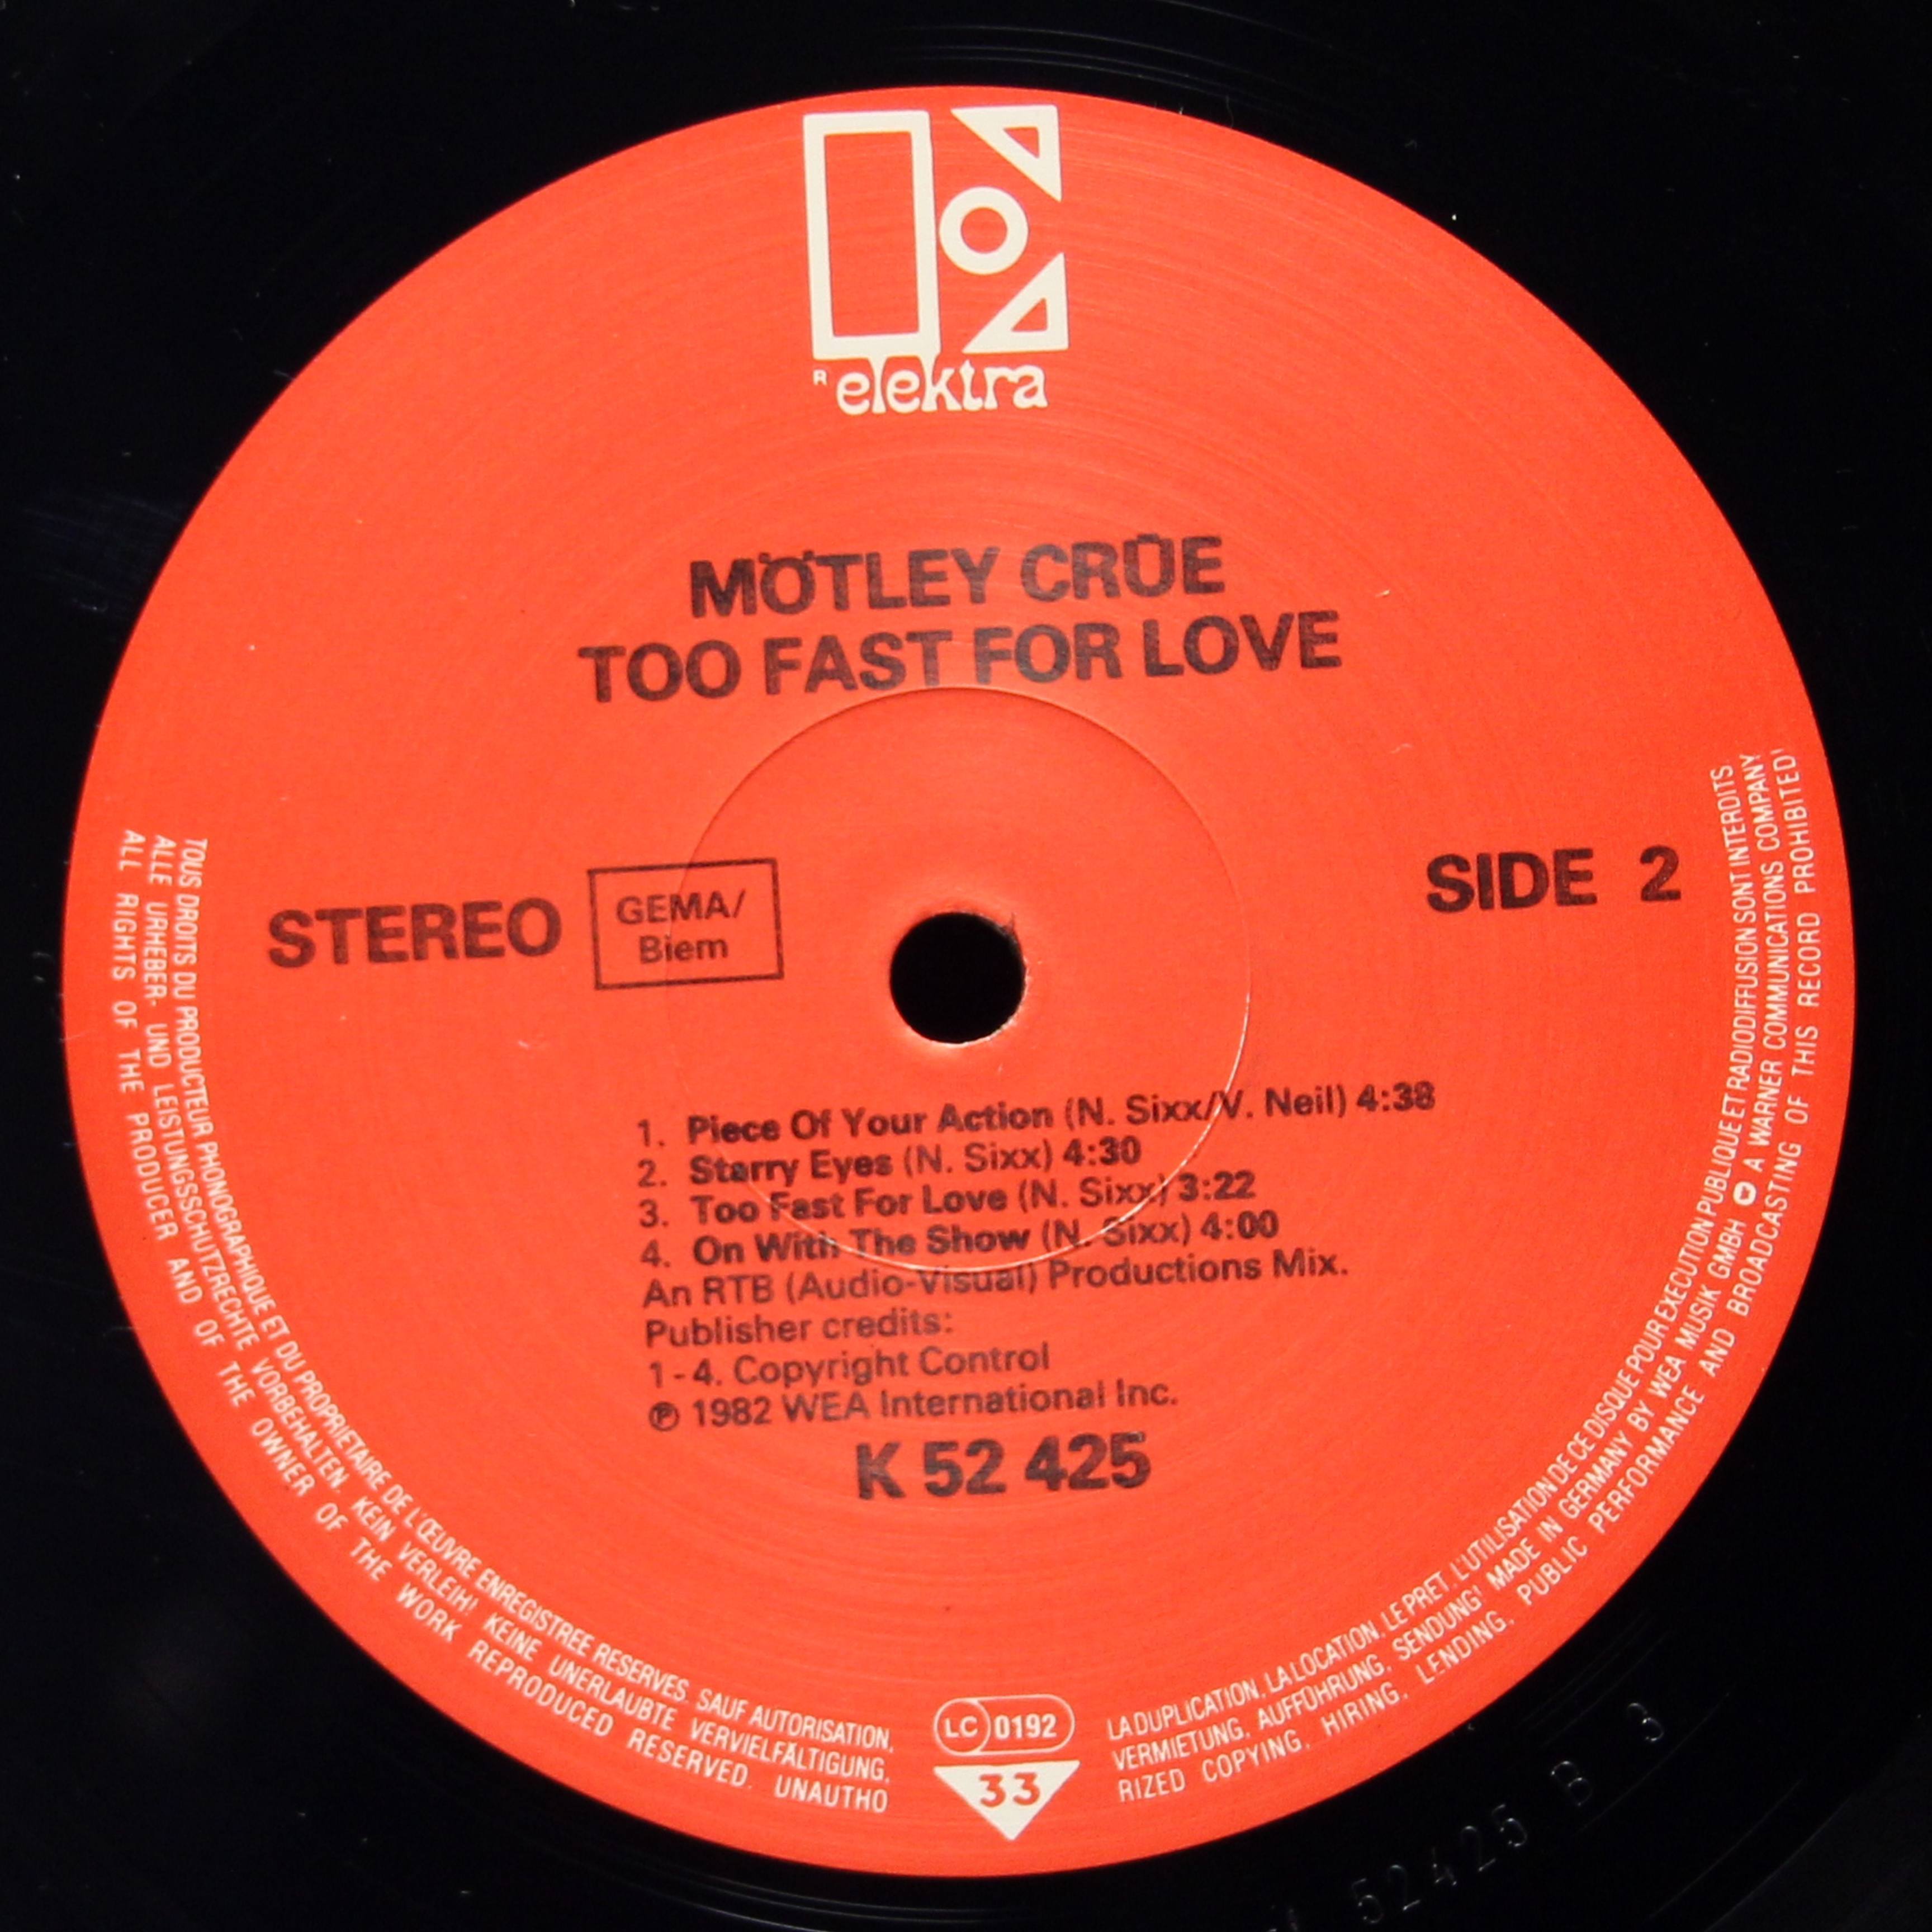 R elektra
MÖTLEY CRÜE
TOO FAST FOR LOVE
STEREO
GEMA/
Biem
SIDE 2
1. Piece Of Your Action (N. Sixx/V. Neil) 4:38
2. Starry Eyes (N. Sixx) 4:30
3. Too Fast For Love (N. Sixx) 3:22
4. On With The Show (N. Sixx) 4:00
An RTB (Audio-Visual) Productions Mix.
Publisher credits:
1-4. Copyright Control
℗ 1982 WEA International Inc.
K 52 425
TOUS DROITS DU PRODUCTEUR PHONOGRAPHIQUE ET DU PROPRIETAIRE DE L'ŒUVRE ENREGISTREE RESERVES. SAUF AUTORISATION, LA DUPLICATION, LA LOCATION, LE PRET, L'UTILISATION DE CE DISQUE POUR EXECUTION PUBLIQUE ET RADIODIFFUSION SONT INTERDITS
ALLE URHEBER- UND LEISTUNGSSCHUTZRECHTE VORBEHALTEN. KEIN VERLEIH! KEINE UNERLAUBTE VERVIELFÄLTIGUNG, VERMIETUNG, AUFFÜHRUNG, SENDUNG! MADE IN GERMANY BY WEA MUSIK GMBH A WARNER COMMUNICATIONS COMPANY
ALL RIGHTS OF THE PRODUCER AND OF THE OWNER OF THE WORK REPRODUCED RESERVED. UNAUTHORIZED COPYING, HIRING, LENDING, PUBLIC PERFORMANCE AND BROADCASTING OF THIS RECORD PROHIBITED!
LC 0192
33
52425 B 3